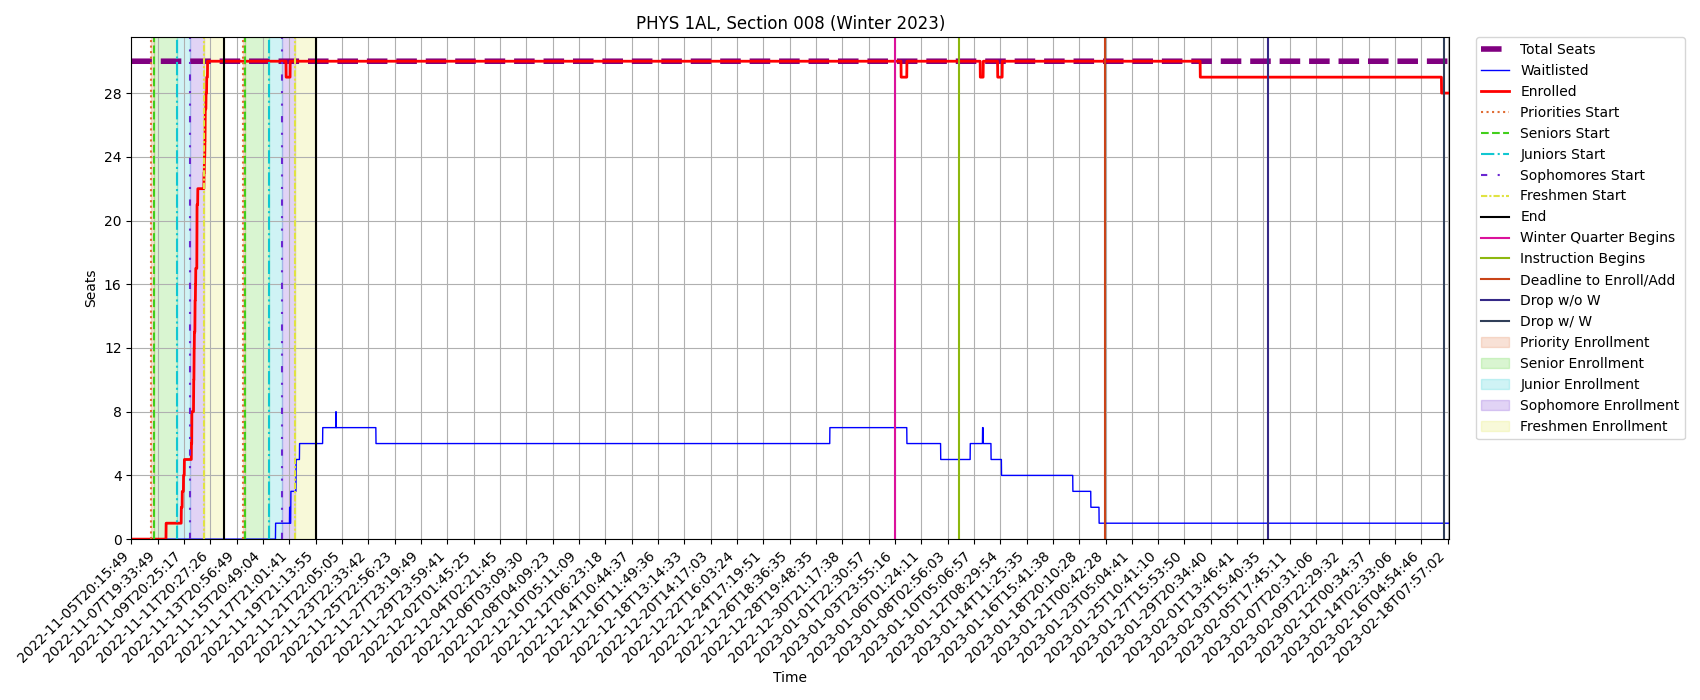 PHYS 1AL, Section 008 (Winter 2023)
Seats
28
24
20
16
12
8
4
0
2022-11-05T20:15:49
2022-11-07T19:33:49
2022-11-09T20:25:17
2022-11-11T20:27:26
2022-11-13T20:56:49
2022-11-15T20:49:04
2022-11-17T21:01:41
2022-11-19T21:13:55
2022-11-21T22:05:05
2022-11-23T22:33:42
2022-11-25T22:56:23
2022-11-27T23:19:49
2022-11-29T23:59:41
2022-12-02T01:45:25
2022-12-04T02:21:45
2022-12-06T03:09:30
2022-12-08T04:09:23
2022-12-10T05:11:09
2022-12-12T06:23:18
2022-12-14T10:44:37
2022-12-16T11:49:36
2022-12-18T13:14:33
2022-12-20T14:17:03
2022-12-22T16:03:24
2022-12-24T17:19:51
2022-12-26T18:36:35
2022-12-28T19:48:35
2022-12-30T21:17:38
2023-01-01T22:30:57
2023-01-03T23:55:16
2023-01-06T01:24:11
2023-01-08T02:56:03
2023-01-10T05:06:57
2023-01-12T08:29:54
2023-01-14T11:25:35
2023-01-16T15:41:38
2023-01-18T20:10:28
2023-01-21T00:42:28
2023-01-23T05:04:41
2023-01-25T10:41:10
2023-01-27T15:53:50
2023-01-29T20:34:40
2023-02-01T13:46:41
2023-02-03T15:40:35
2023-02-05T17:45:11
2023-02-07T20:31:06
2023-02-09T22:29:32
2023-02-12T00:34:37
2023-02-14T02:33:06
2023-02-16T04:54:46
2023-02-18T07:57:02
Time
Total Seats
Waitlisted
Enrolled
Priorities Start
Seniors Start
Juniors Start
Sophomores Start
Freshmen Start
End
Winter Quarter Begins
Instruction Begins
Deadline to Enroll/Add
Drop w/o W
Drop w/ W
Priority Enrollment
Senior Enrollment
Junior Enrollment
Sophomore Enrollment
Freshmen Enrollment